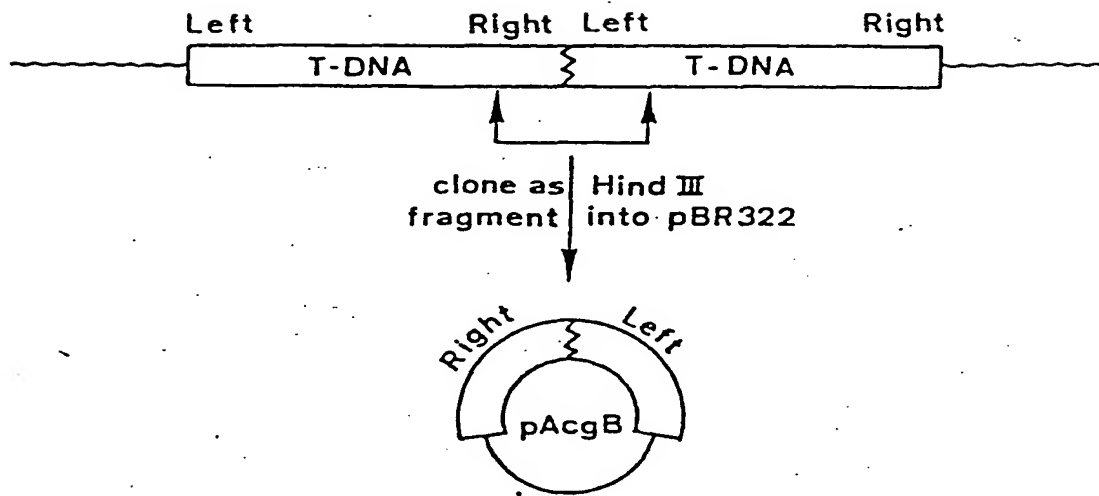 Left Right Left Right
T-DNA T-DNA
clone as Hind III
fragment into pBR322
Right Left
pAcgB